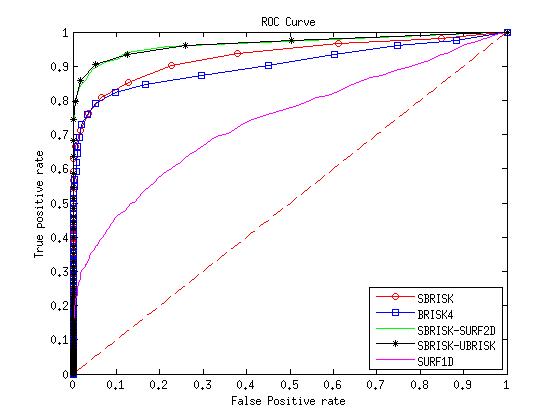 ROC Curve
1
0.9
0.8
0.7
0.6
0.5
0.4
0.3
0.2
0.1
0
True positive rate
0 0.1 0.2 0.3 0.4 0.5 0.6 0.7 0.8 0.9 1
False Positive rate
SBRISK
BRISK4
SBRISK-SURF2D
SBRISK-UBRISK
SURF1D